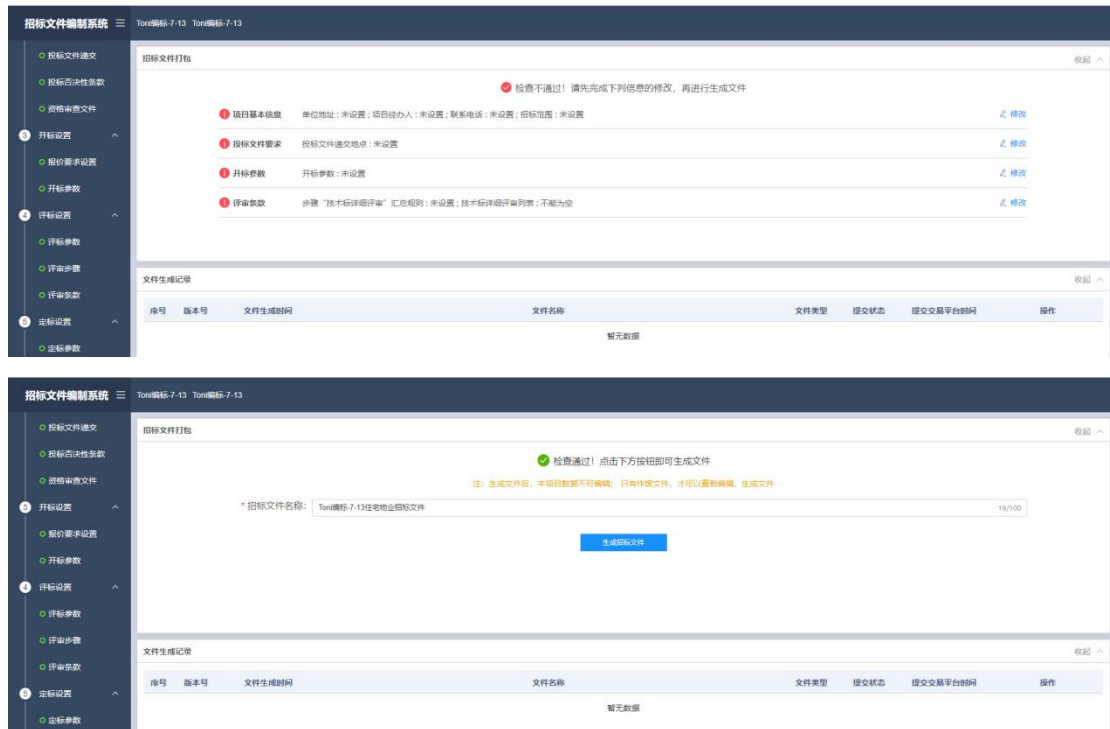 招标文件编制系统 Toni编标-7-13 Toni编标-7-13
投标文件递交
投标否决性条款
资格审查文件
3 开标设置
报价要求设置
开标参数
4 评标设置
评标参数
评审步骤
评审条款
5 定标设置
定标参数
招标文件打包 收起
检查不通过！请先完成下列信息的修改，再进行生成文件
项目基本信息 单位地址：未设置；项目经办人：未设置；联系电话：未设置；招标范围：未设置 修改
投标文件要求 投标文件递交地点：未设置 修改
开标参数 开标参数：未设置 修改
评审条款 步骤“技术标详细评审”汇总规则：未设置；技术标详细评审列表：不能为空 修改
文件生成记录 收起
序号 版本号 文件生成时间 文件名称 文件类型 提交状态 提交交易平台时间 操作
暂无数据
招标文件编制系统 Toni编标-7-13 Toni编标-7-13
投标文件递交
投标否决性条款
资格审查文件
3 开标设置
报价要求设置
开标参数
4 评标设置
评标参数
评审步骤
评审条款
5 定标设置
定标参数
招标文件打包 收起
检查通过！点击下方按钮即可生成文件
注：生成文件后，本项目数据不可编辑；只有作废文件，才可以重新编辑、生成文件
* 招标文件名称： Toni编标-7-13住宅物业招标文件 19/100
生成招标文件
文件生成记录 收起
序号 版本号 文件生成时间 文件名称 文件类型 提交状态 提交交易平台时间 操作
暂无数据